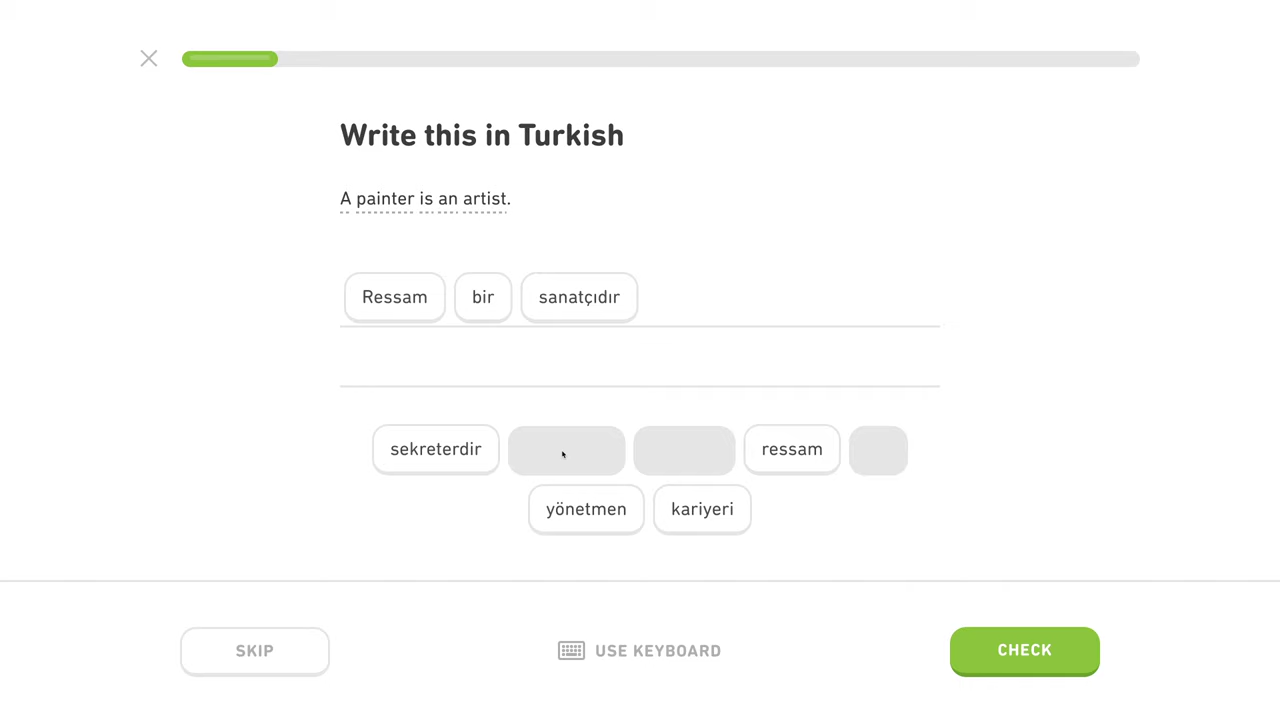 Write this in Turkish
A painter is an artist.
Ressam bir sanatçıdır
sekreterdir ressam
yönetmen kariyeri
SKIP USE KEYBOARD CHECK